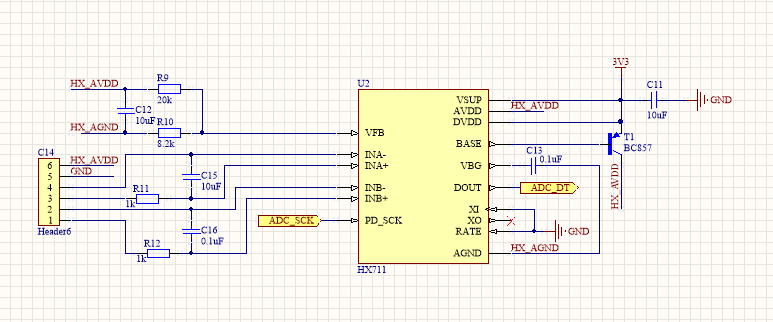 3V3
U2
HX_AVDD
R9
20k
C12
10uF
HX_AGND
R10
8.2k
C14
6
HX_AVDD
5
GND
4
3
R11
1k
2
1
Header6
R12
1k
C15
10uF
C16
0.1uF
ADC_SCK
VFB
INA-
INA+
INB-
INB+
PD_SCK
HX711
VSUP
AVDD
HX_AVDD
DVDD
BASE
VBG
C13
0.1uF
DOUT
ADC_DT
XI
XO
RATE
GND
AGND
HX_AGND
C11
10uF
GND
T1
BC857
HX_AVDD